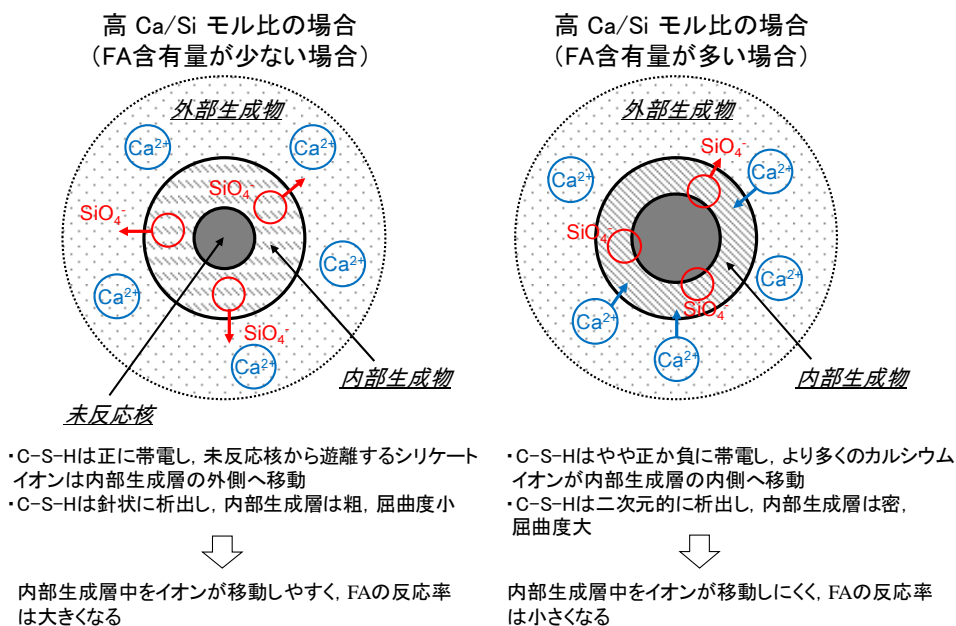 高 Ca/Si モル比の場合
(FA含有量が少ない場合)
外部生成物
Ca²⁺
Ca²⁺
SiO₄⁻
SiO₄⁻
Ca²⁺
Ca²⁺
SiO₄⁻
Ca²⁺
内部生成物
未反応核
・C-S-Hは正に帯電し, 未反応核から遊離するシリケート
イオンは内部生成層の外側へ移動
・C-S-Hは針状に析出し, 内部生成層は粗, 屈曲度小
内部生成層中をイオンが移動しやすく, FAの反応率
は大きくなる
高 Ca/Si モル比の場合
(FA含有量が多い場合)
外部生成物
SiO₄⁻
Ca²⁺
Ca²⁺
SiO₄⁻
Ca²⁺
SiO₄⁻
Ca²⁺
Ca²⁺
内部生成物
・C-S-Hはやや正か負に帯電し, より多くのカルシウム
イオンが内部生成層の内側へ移動
・C-S-Hは二次元的に析出し, 内部生成層は密,
屈曲度大
内部生成層中をイオンが移動しにくく, FAの反応率
は小さくなる